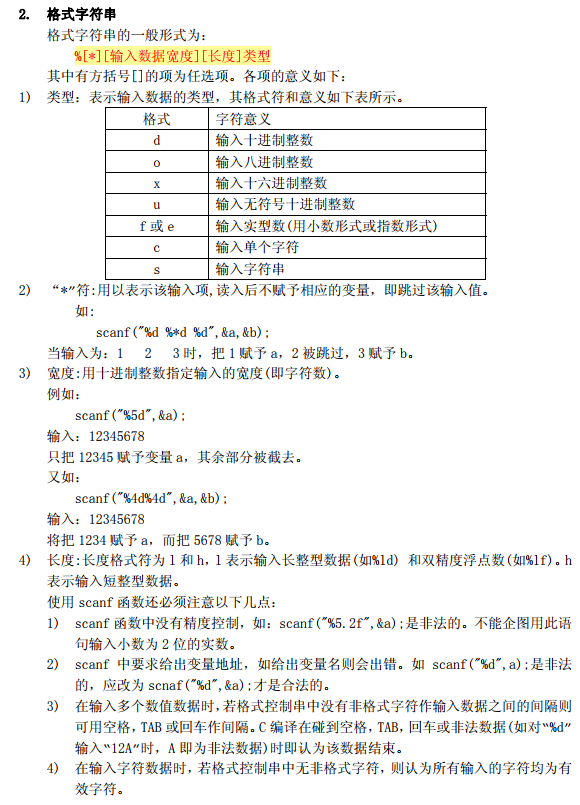 2. 格式字符串
格式字符串的一般形式为:
%[*][输入数据宽度][长度]类型
其中有方括号[]的项为任选项。各项的意义如下:
1) 类型: 表示输入数据的类型，其格式符和意义如下表所示。
格式 字符意义
d 输入十进制整数
o 输入八进制整数
x 输入十六进制整数
u 输入无符号十进制整数
f 或 e 输入实型数(用小数形式或指数形式)
c 输入单个字符
s 输入字符串
2) “*”符:用以表示该输入项,读入后不赋予相应的变量，即跳过该输入值。
如:
scanf("%d %*d %d",&a,&b);
当输入为: 1 2 3 时，把 1 赋予 a，2 被跳过，3 赋予 b。
3) 宽度:用十进制整数指定输入的宽度(即字符数)。
例如:
scanf("%5d",&a);
输入: 12345678
只把 12345 赋予变量 a，其余部分被截去。
又如:
scanf("%4d%4d",&a,&b);
输入: 12345678
将把 1234 赋予 a，而把 5678 赋予 b。
4) 长度:长度格式符为 l 和 h，l 表示输入长整型数据(如%ld) 和双精度浮点数(如%lf)。h
表示输入短整型数据。
使用 scanf 函数还必须注意以下几点:
1) scanf 函数中没有精度控制，如: scanf("%5.2f",&a);是非法的。不能企图用此语
句输入小数为 2 位的实数。
2) scanf 中要求给出变量地址，如给出变量名则会出错。如 scanf("%d",a);是非法
的，应改为 scnaf("%d",&a);才是合法的。
3) 在输入多个数值数据时,若格式控制串中没有非格式字符作输入数据之间的间隔则
可用空格，TAB 或回车作间隔。C 编译在碰到空格，TAB，回车或非法数据(如对“%d”
输入“12A”时，A 即为非法数据)时即认为该数据结束。
4) 在输入字符数据时，若格式控制串中无非格式字符，则认为所有输入的字符均为有
效字符。